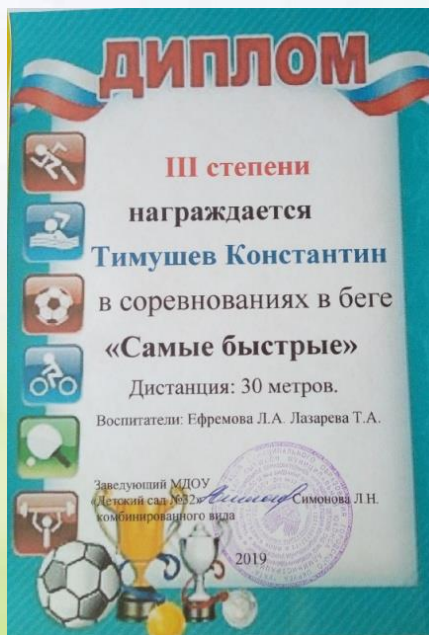 ДИПЛОМ
III степени
награждается
Тимушев Константин
в соревнованиях в беге
«Самые быстрые»
Дистанция: 30 метров.
Воспитатели: Ефремова Л.А. Лазарева Т.А.
Заведующий МДОУ
«Детский сад №32» Симонова Л.Н.
комбинированного вида
2019